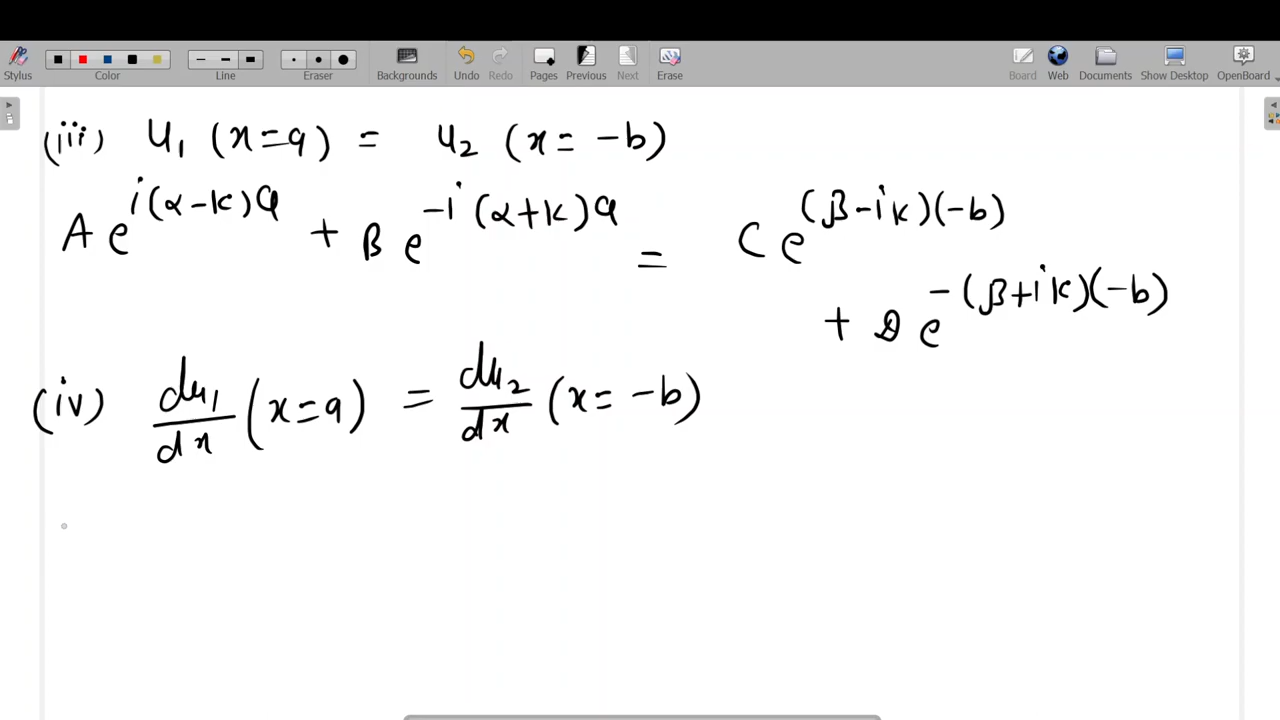 Stylus Color Line Eraser Backgrounds Undo Redo Pages Previous Next Erase Board Web Documents Show Desktop OpenBoard
(iii) u₁ (x=a) = u₂ (x= -b)
A e^{i(α-k)a} + B e^{-i(α+k)a} = C e^{(β-ik)(-b)}
+ D e^{-(β+ik)(-b)}
(iv) du₁/dx (x=a) = du₂/dx (x= -b)